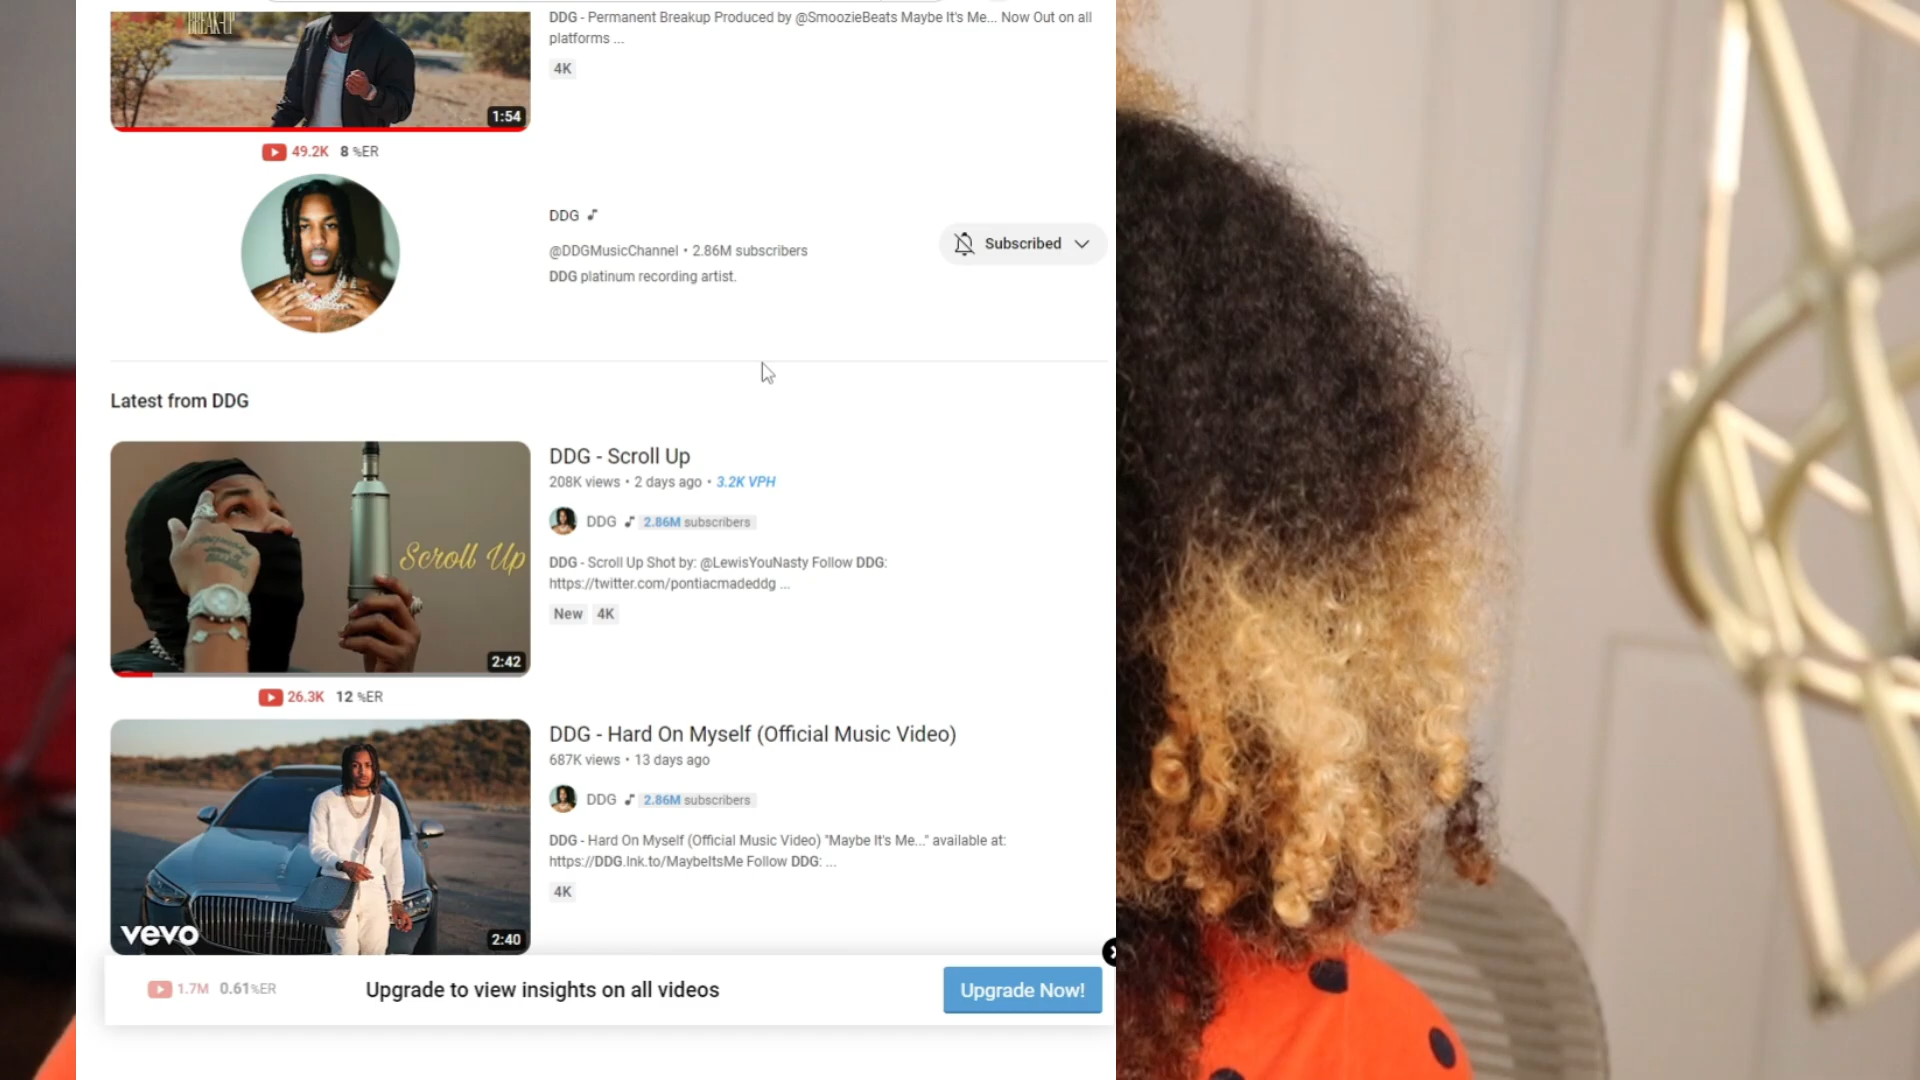 BREAK-UP
1:54
DDG - Permanent Breakup Produced by @SmoozieBeats Maybe It's Me... Now Out on all
platforms ...
4K
49.2K 8 %ER
DDG
@DDGMusicChannel • 2.86M subscribers
DDG platinum recording artist.
Subscribed
Latest from DDG
Scroll Up
2:42
DDG - Scroll Up
208K views • 2 days ago • 3.2K VPH
DDG 2.86M subscribers
DDG - Scroll Up Shot by: @LewisYouNasty Follow DDG:
https://twitter.com/pontiacmadeddg ...
New 4K
26.3K 12 %ER
vevo
2:40
DDG - Hard On Myself (Official Music Video)
687K views • 13 days ago
DDG 2.86M subscribers
DDG - Hard On Myself (Official Music Video) "Maybe It's Me..." available at:
https://DDG.lnk.to/MaybeItsMe Follow DDG: ...
4K
1.7M 0.61%ER
Upgrade to view insights on all videos
Upgrade Now!